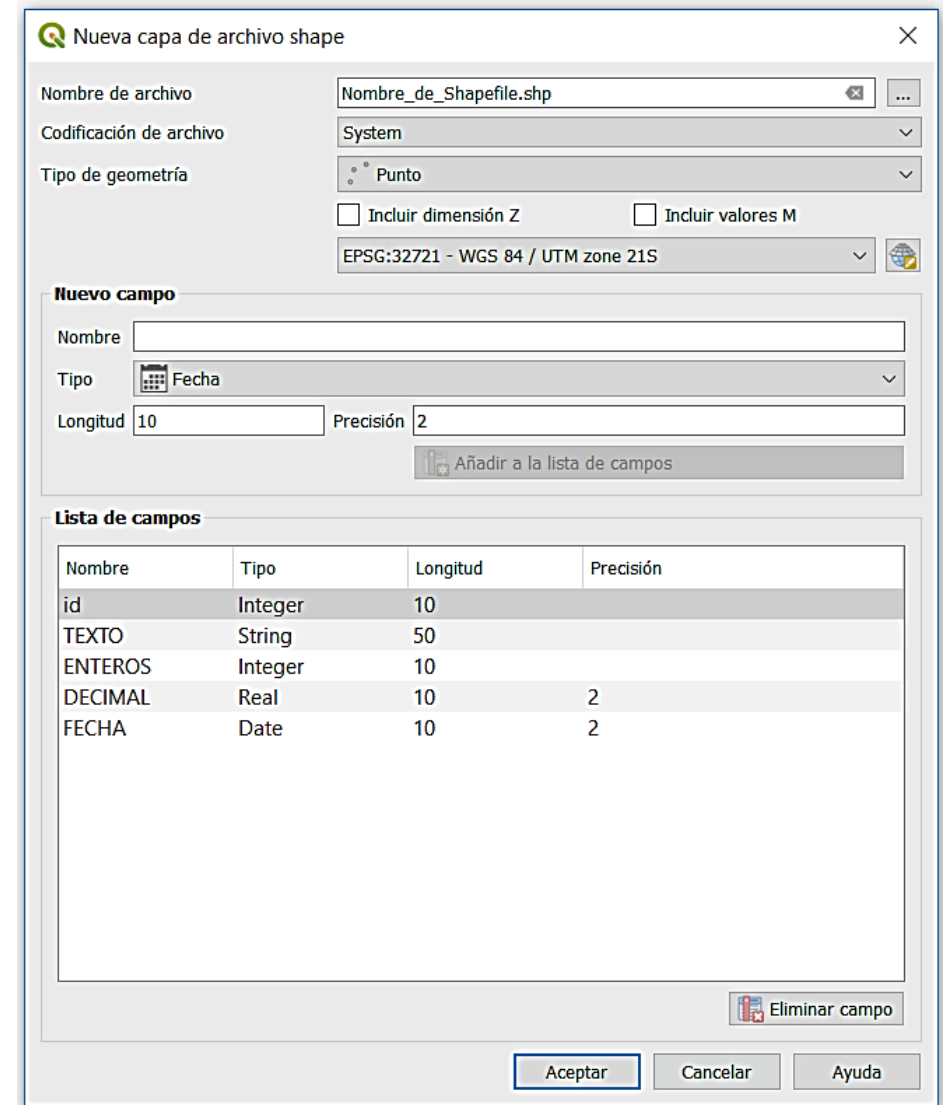 Nueva capa de archivo shape
Nombre de archivo Nombre_de_Shapefile.shp ...
Codificación de archivo System
Tipo de geometría Punto
Incluir dimensión Z Incluir valores M
EPSG:32721 - WGS 84 / UTM zone 21S
Nuevo campo
Nombre
Tipo Fecha
Longitud 10 Precisión 2
Añadir a la lista de campos
Lista de campos
Nombre Tipo Longitud Precisión
id Integer 10
TEXTO String 50
ENTEROS Integer 10
DECIMAL Real 10 2
FECHA Date 10 2
Eliminar campo
Aceptar Cancelar Ayuda